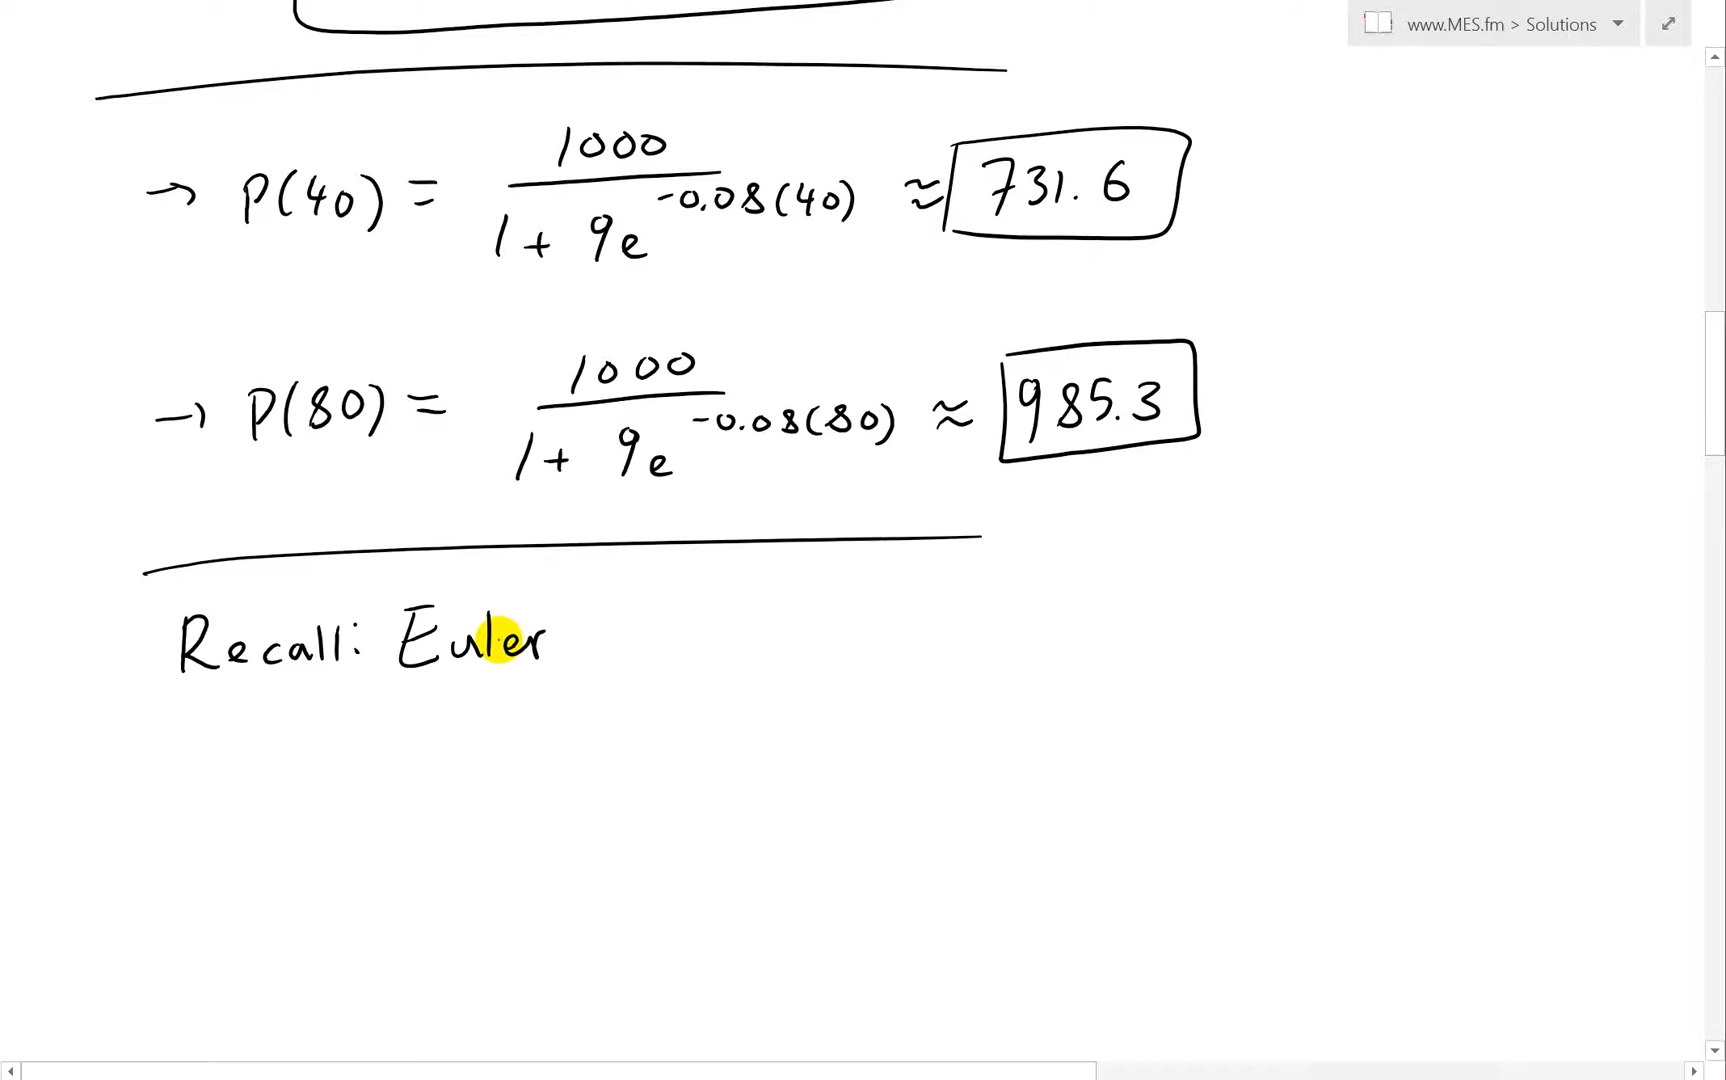 www.MES.fm > Solutions
→ P(40) = 1000 / (1 + 9e^(-0.08(40))) ≈ 731.6
→ P(80) = 1000 / (1 + 9e^(-0.08(80))) ≈ 985.3
Recall: Euler